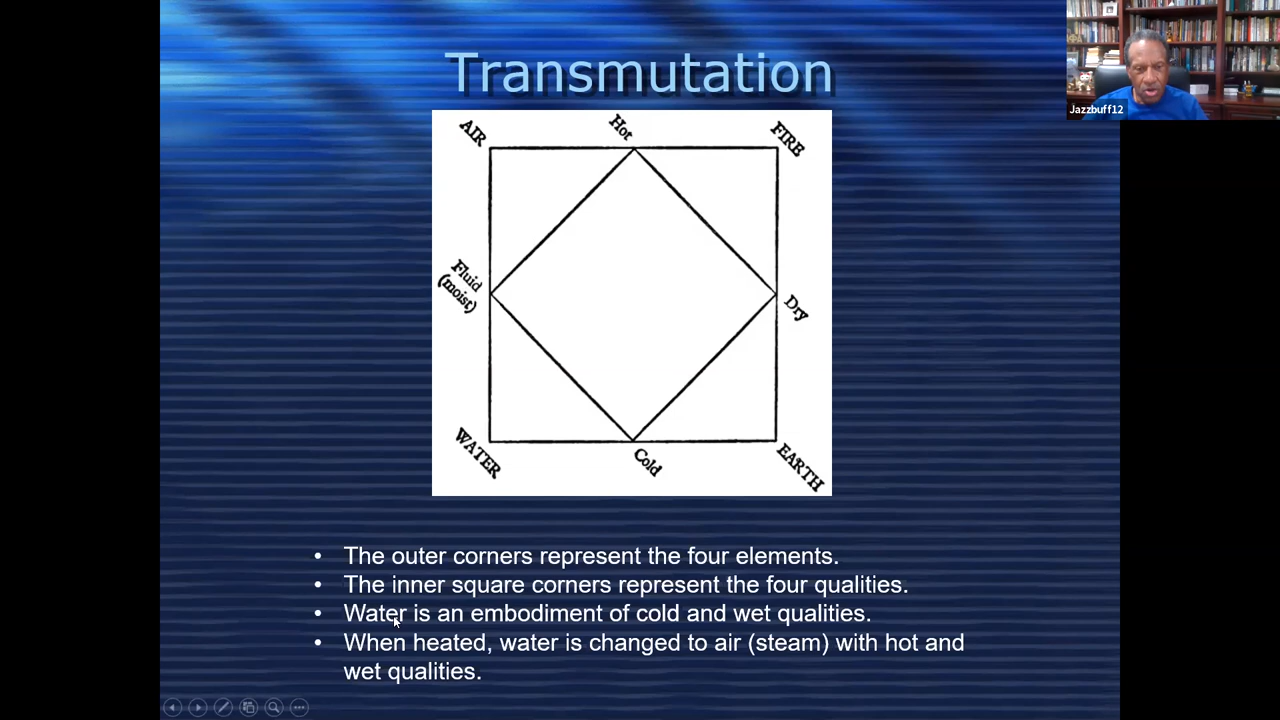 Transmutation
Jazzbuff12
AIR
Hot
FIRE
Fluid
(moist)
Dry
WATER
Cold
EARTH
• The outer corners represent the four elements.
• The inner square corners represent the four qualities.
• Water is an embodiment of cold and wet qualities.
• When heated, water is changed to air (steam) with hot and
wet qualities.